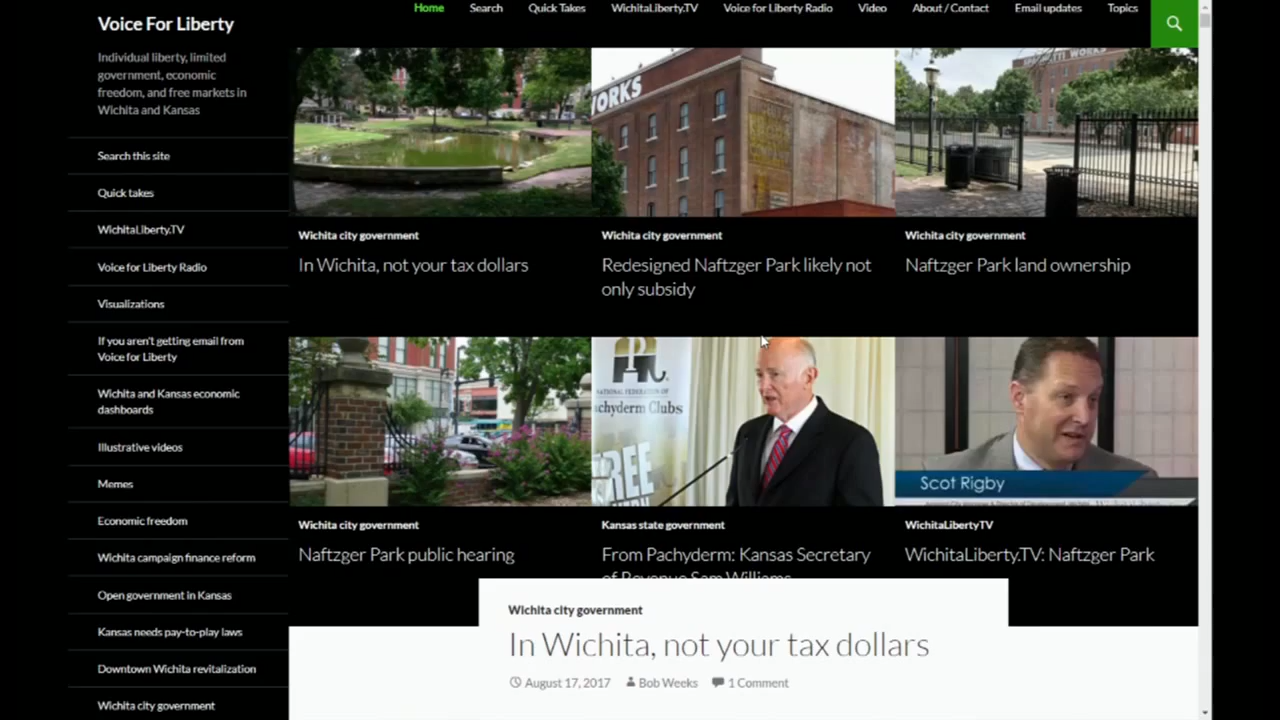 Voice For Liberty
Individual liberty, limited
government, economic
freedom, and free markets in
Wichita and Kansas
Search this site
Quick takes
WichitaLiberty.TV
Voice for Liberty Radio
Visualizations
If you aren't getting email from
Voice for Liberty
Wichita and Kansas economic
dashboards
Illustrative videos
Memes
Economic freedom
Wichita campaign finance reform
Open government in Kansas
Kansas needs pay-to-play laws
Downtown Wichita revitalization
Wichita city government
Home Search Quick Takes WichitaLiberty.TV Voice for Liberty Radio Video About / Contact Email updates Topics
WORKS
WORKS
Wichita city government
In Wichita, not your tax dollars
Wichita city government
Redesigned Naftzger Park likely not
only subsidy
Wichita city government
Naftzger Park land ownership
NATIONAL FEDERATION OF
achyderm Clubs
FREE
Scot Rigby
Wichita city government
Naftzger Park public hearing
Kansas state government
From Pachyderm: Kansas Secretary
of Revenue Sam Williams
WichitaLibertyTV
WichitaLiberty.TV: Naftzger Park
Wichita city government
In Wichita, not your tax dollars
August 17, 2017 Bob Weeks 1 Comment